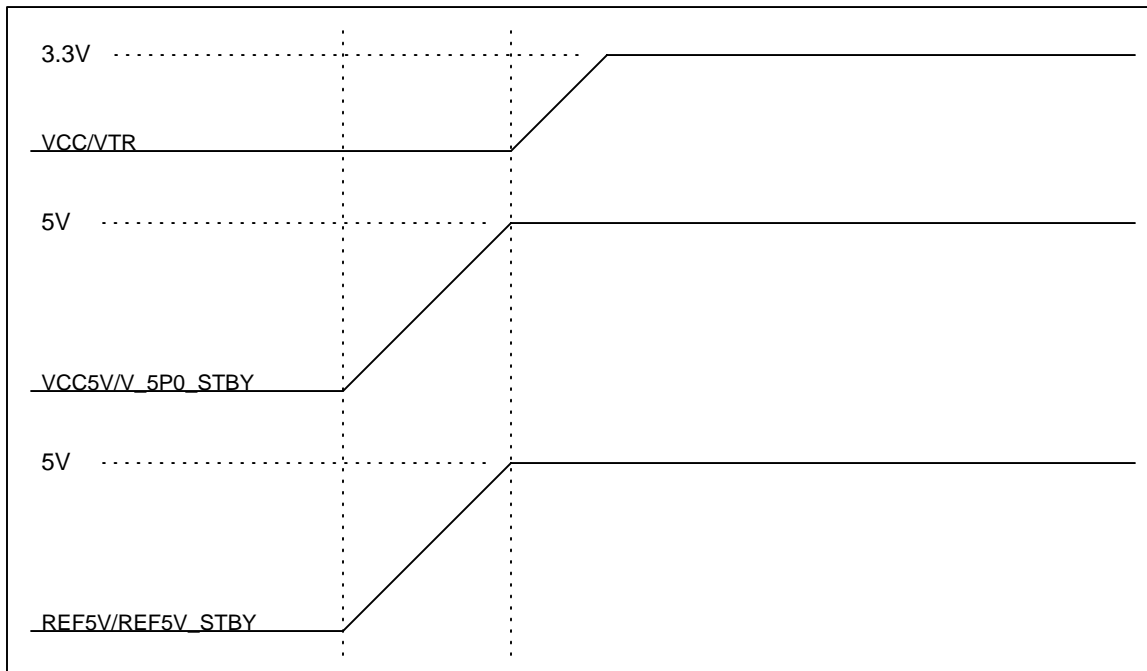 3.3V
VCC/VTR
5V
VCC5V/V_5P0_STBY
5V
REF5V/REF5V_STBY